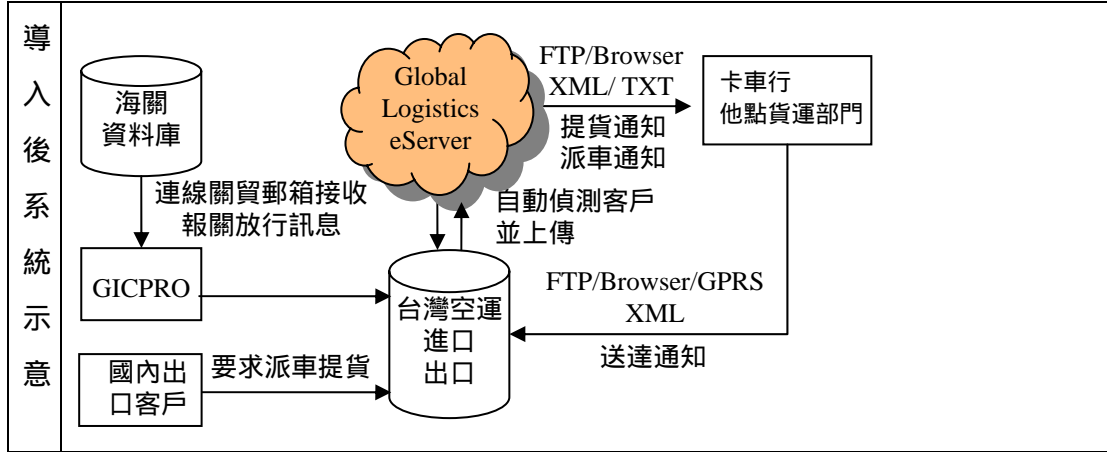 導
入
後
系
統
示
意
海關
資料庫
連線關貿郵箱接收
報關放行訊息
GICPRO
國內出
口客戶
要求派車提貨
Global
Logistics
eServer
自動偵測客戶
並上傳
台灣空運
進口
出口
FTP/Browser
XML/ TXT
提貨通知
派車通知
卡車行
他點貨運部門
FTP/Browser/GPRS
XML
送達通知